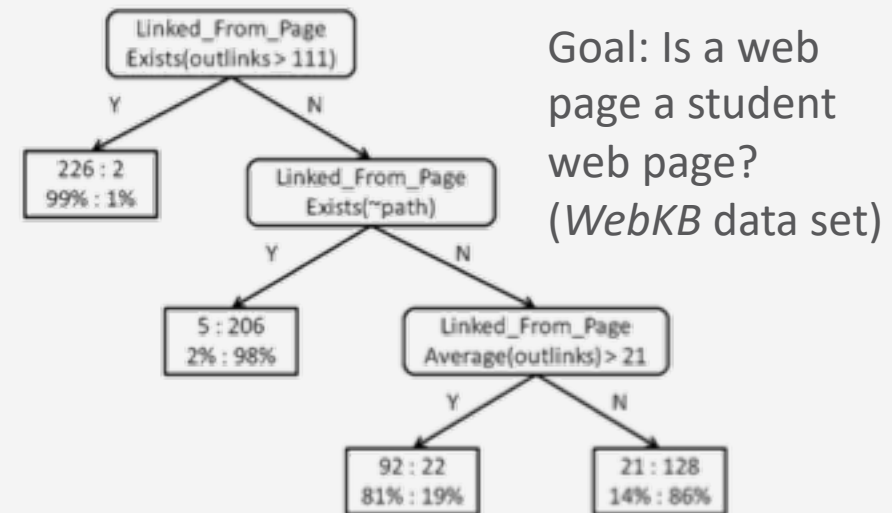 Linked_From_Page
Exists(outlinks > 111)
Goal: Is a web
page a student
web page?
(WebKB data set)
Y
N
226 : 2
99% : 1%
Linked_From_Page
Exists(~path)
Y
N
5 : 206
2% : 98%
Linked_From_Page
Average(outlinks) > 21
Y
N
92 : 22
81% : 19%
21 : 128
14% : 86%